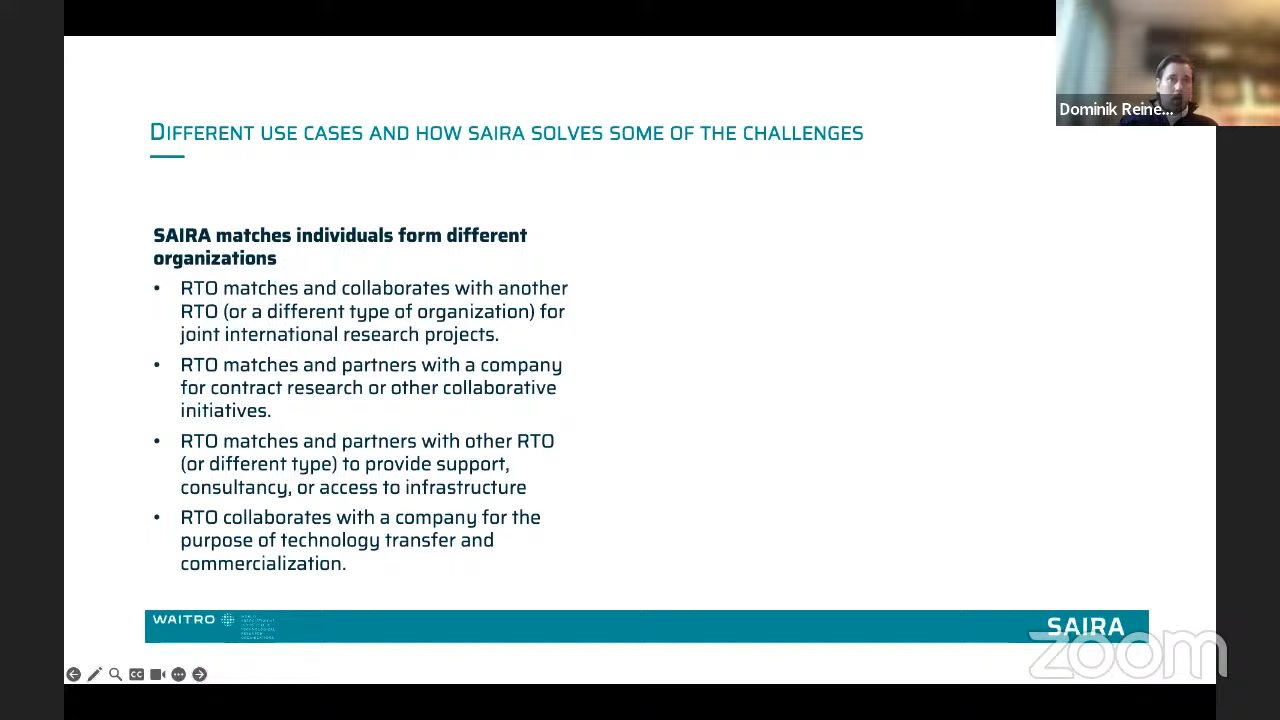 Dominik Reine...
DIFFERENT USE CASES AND HOW SAIRA SOLVES SOME OF THE CHALLENGES
SAIRA matches individuals form different
organizations
• RTO matches and collaborates with another
RTO (or a different type of organization) for
joint international research projects.
• RTO matches and partners with a company
for contract research or other collaborative
initiatives.
• RTO matches and partners with other RTO
(or different type) to provide support,
consultancy, or access to infrastructure
• RTO collaborates with a company for the
purpose of technology transfer and
commercialization.
WAITRO
SAIRA
zoom
CC